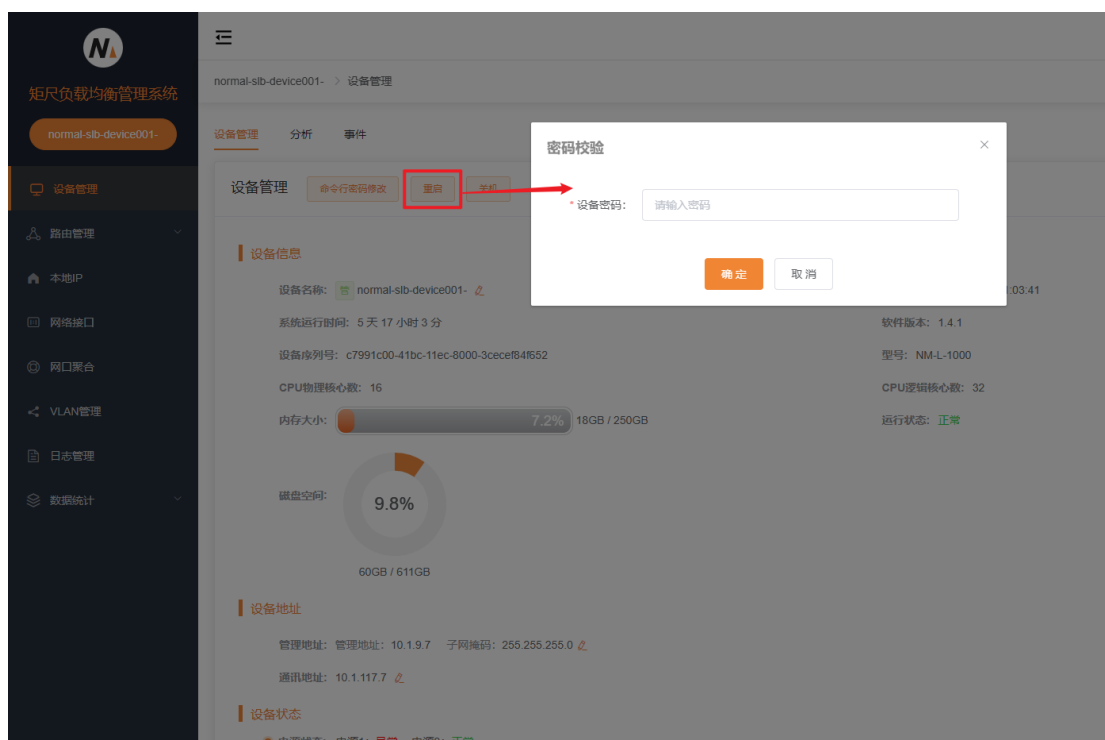 矩尺负载均衡管理系统
normal-slb-device001-
设备管理
路由管理
本地IP
网络接口
网口聚合
VLAN管理
日志管理
数据统计
normal-slb-device001- > 设备管理
设备管理 分析 事件
设备管理 命令行密码修改 重启 关机
密码校验
* 设备密码： 请输入密码
确定 取消
设备信息
设备名称： 管 normal-slb-device001-
:03:41
系统运行时间： 5 天 17 小时 3 分
软件版本： 1.4.1
设备序列号： c7991c00-41bc-11ec-8000-3cecef84f652
型号： NM-L-1000
CPU物理核心数： 16
CPU逻辑核心数： 32
内存大小： 7.2% 18GB / 250GB
运行状态： 正常
磁盘空间： 9.8%
60GB / 611GB
设备地址
管理地址： 管理地址： 10.1.9.7 子网掩码： 255.255.255.0
通讯地址： 10.1.117.7
设备状态